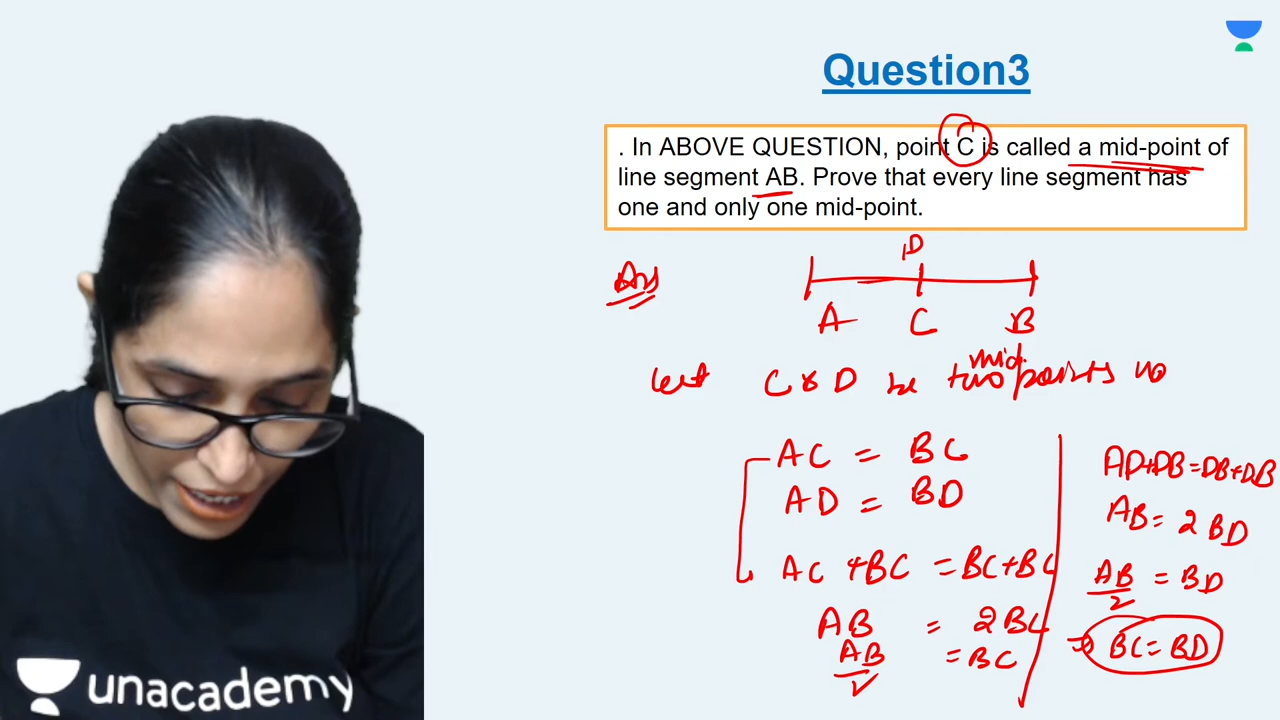 Question3
. In ABOVE QUESTION, point C is called a mid-point of
line segment AB. Prove that every line segment has
one and only one mid-point.
D
Ans
A C B
mid
Let C & D be two points
AC = BC
AD = BD
AC + BC = BC + BC
AB = 2BC
AB/2 = BC
AD+DB = DB+DB
AB = 2BD
AB/2 = BD
⇒ BC = BD
unacademy